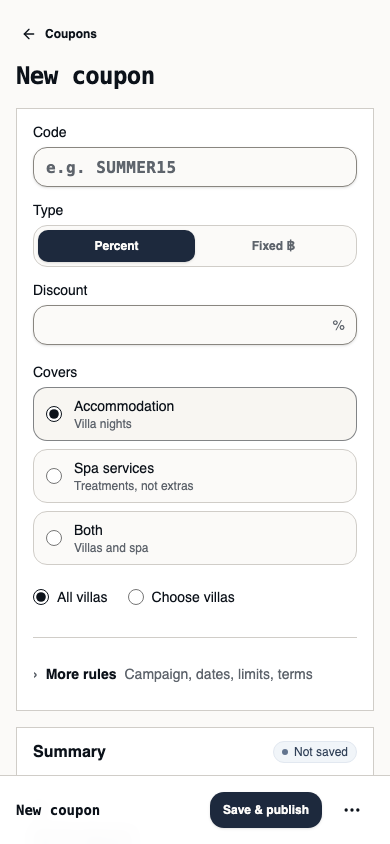 Coupons
New coupon
Code
e.g. SUMMER15
Type
Percent Fixed ฿
Discount
%
Covers
Accommodation
Villa nights
Spa services
Treatments, not extras
Both
Villas and spa
All villas Choose villas
More rules Campaign, dates, limits, terms
Summary Not saved
New coupon Save & publish